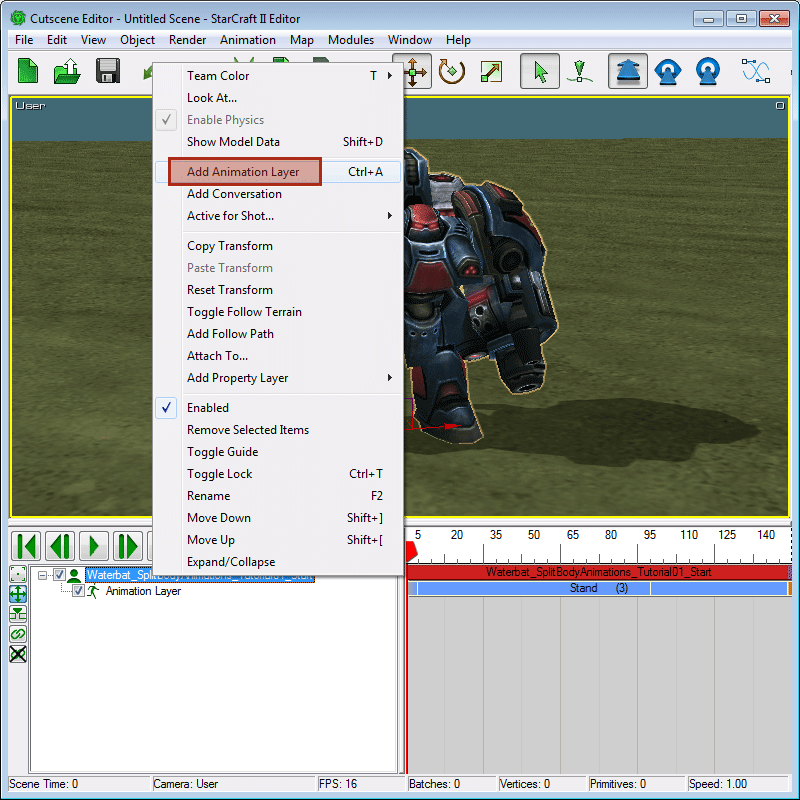 Cutscene Editor - Untitled Scene - StarCraft II Editor
File Edit View Object Render Animation Map Modules Window Help
User
Team Color T
Look At...
Enable Physics
Show Model Data Shift+D
Add Animation Layer Ctrl+A
Add Conversation
Active for Shot...
Copy Transform
Paste Transform
Reset Transform
Toggle Follow Terrain
Add Follow Path
Attach To...
Add Property Layer
Enabled
Remove Selected Items
Toggle Guide
Toggle Lock Ctrl+T
Rename F2
Move Down Shift+]
Move Up Shift+[
Expand/Collapse
5 20 35 50 65 80 95 110 125 140
Waterbat_SplitBodyAnimations_Tutorial01_Start
Waterbat_SplitBodyAnimations_Tutorial01_Start
Animation Layer
Stand (3)
Scene Time: 0 Camera: User FPS: 16 Batches: 0 Vertices: 0 Primitives: 0 Speed: 1.00